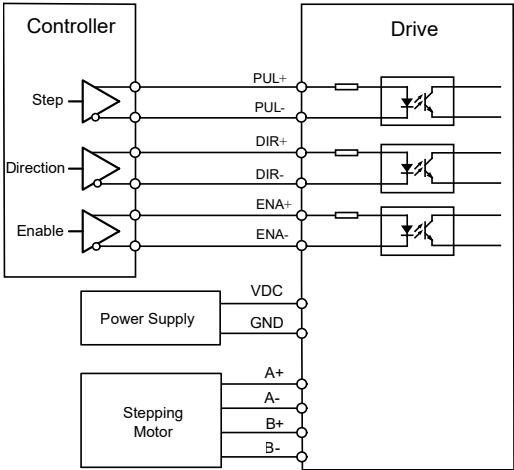 Controller
Drive
Step
PUL+
PUL-
Direction
DIR+
DIR-
Enable
ENA+
ENA-
Power Supply
VDC
GND
Stepping
Motor
A+
A-
B+
B-